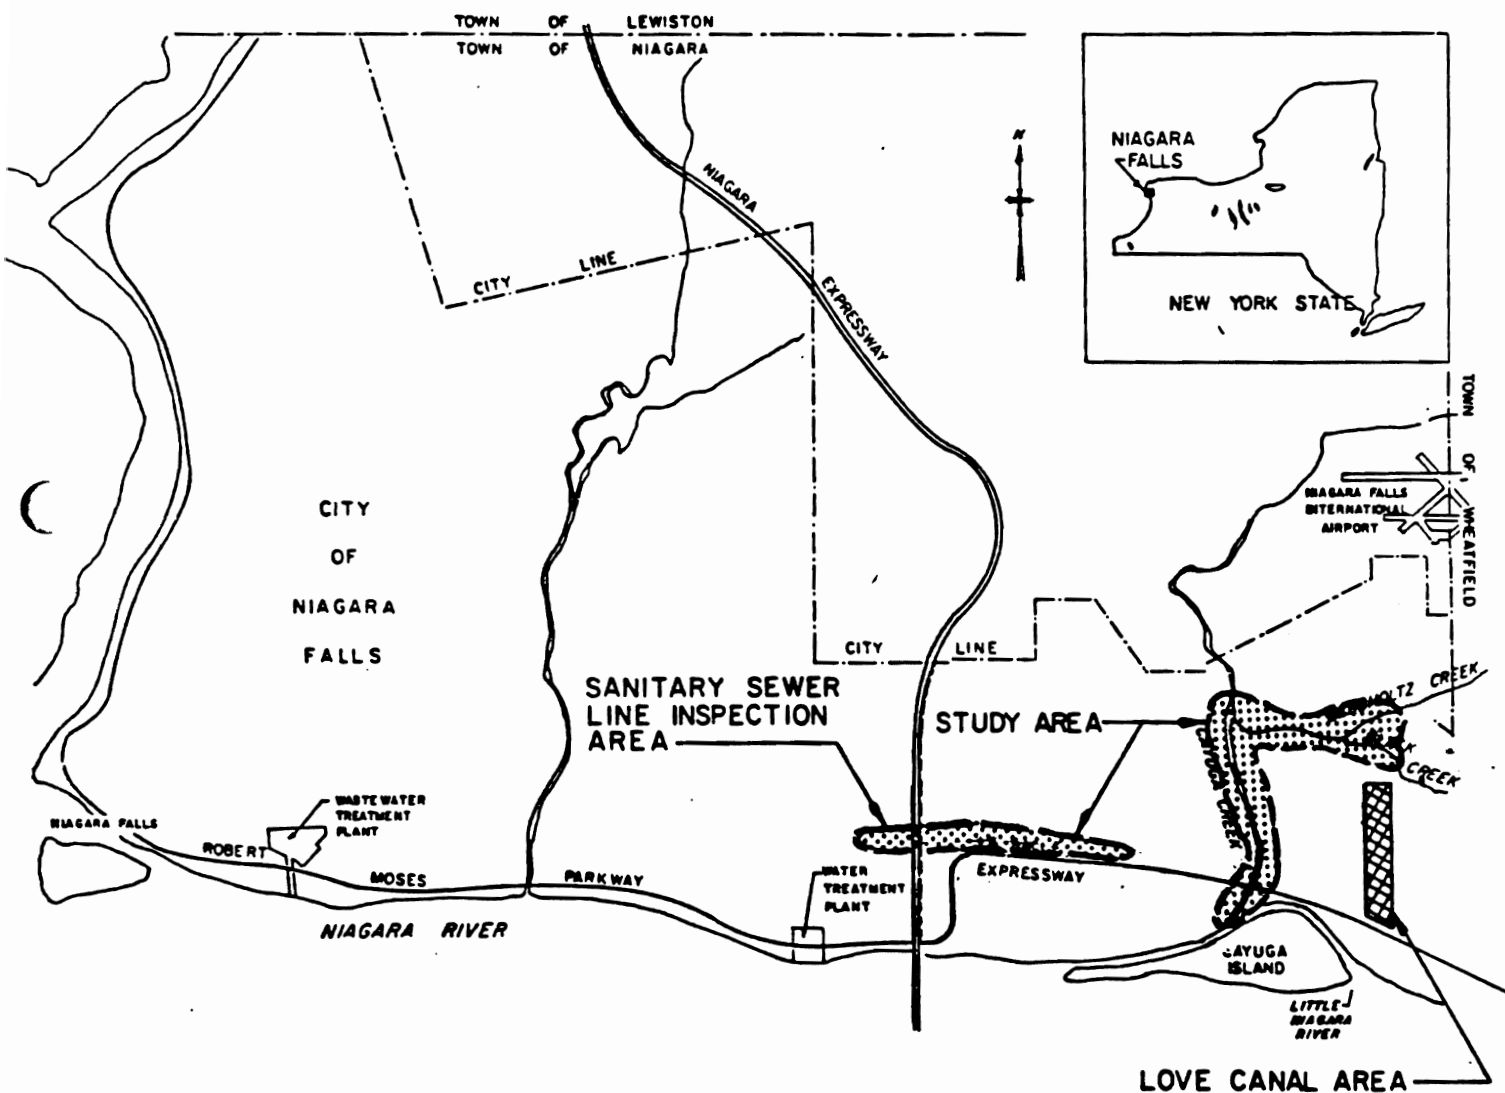 TOWN OF LEWISTON
TOWN OF NIAGARA
N
NIAGARA
FALLS
NEW YORK STATE
NIAGARA
EXPRESSWAY
CITY LINE
TOWN OF WHEATFIELD
NIAGARA FALLS
INTERNATIONAL
AIRPORT
CITY
OF
NIAGARA
FALLS
CITY LINE
SANITARY SEWER
LINE INSPECTION
AREA
STUDY AREA
HOLTZ CREEK
CREEK
CAYUGA CREEK
WASTEWATER
TREATMENT
PLANT
NIAGARA FALLS
ROBERT MOSES PARKWAY
WATER
TREATMENT
PLANT
EXPRESSWAY
NIAGARA RIVER
CAYUGA
ISLAND
LITTLE
NIAGARA
RIVER
LOVE CANAL AREA